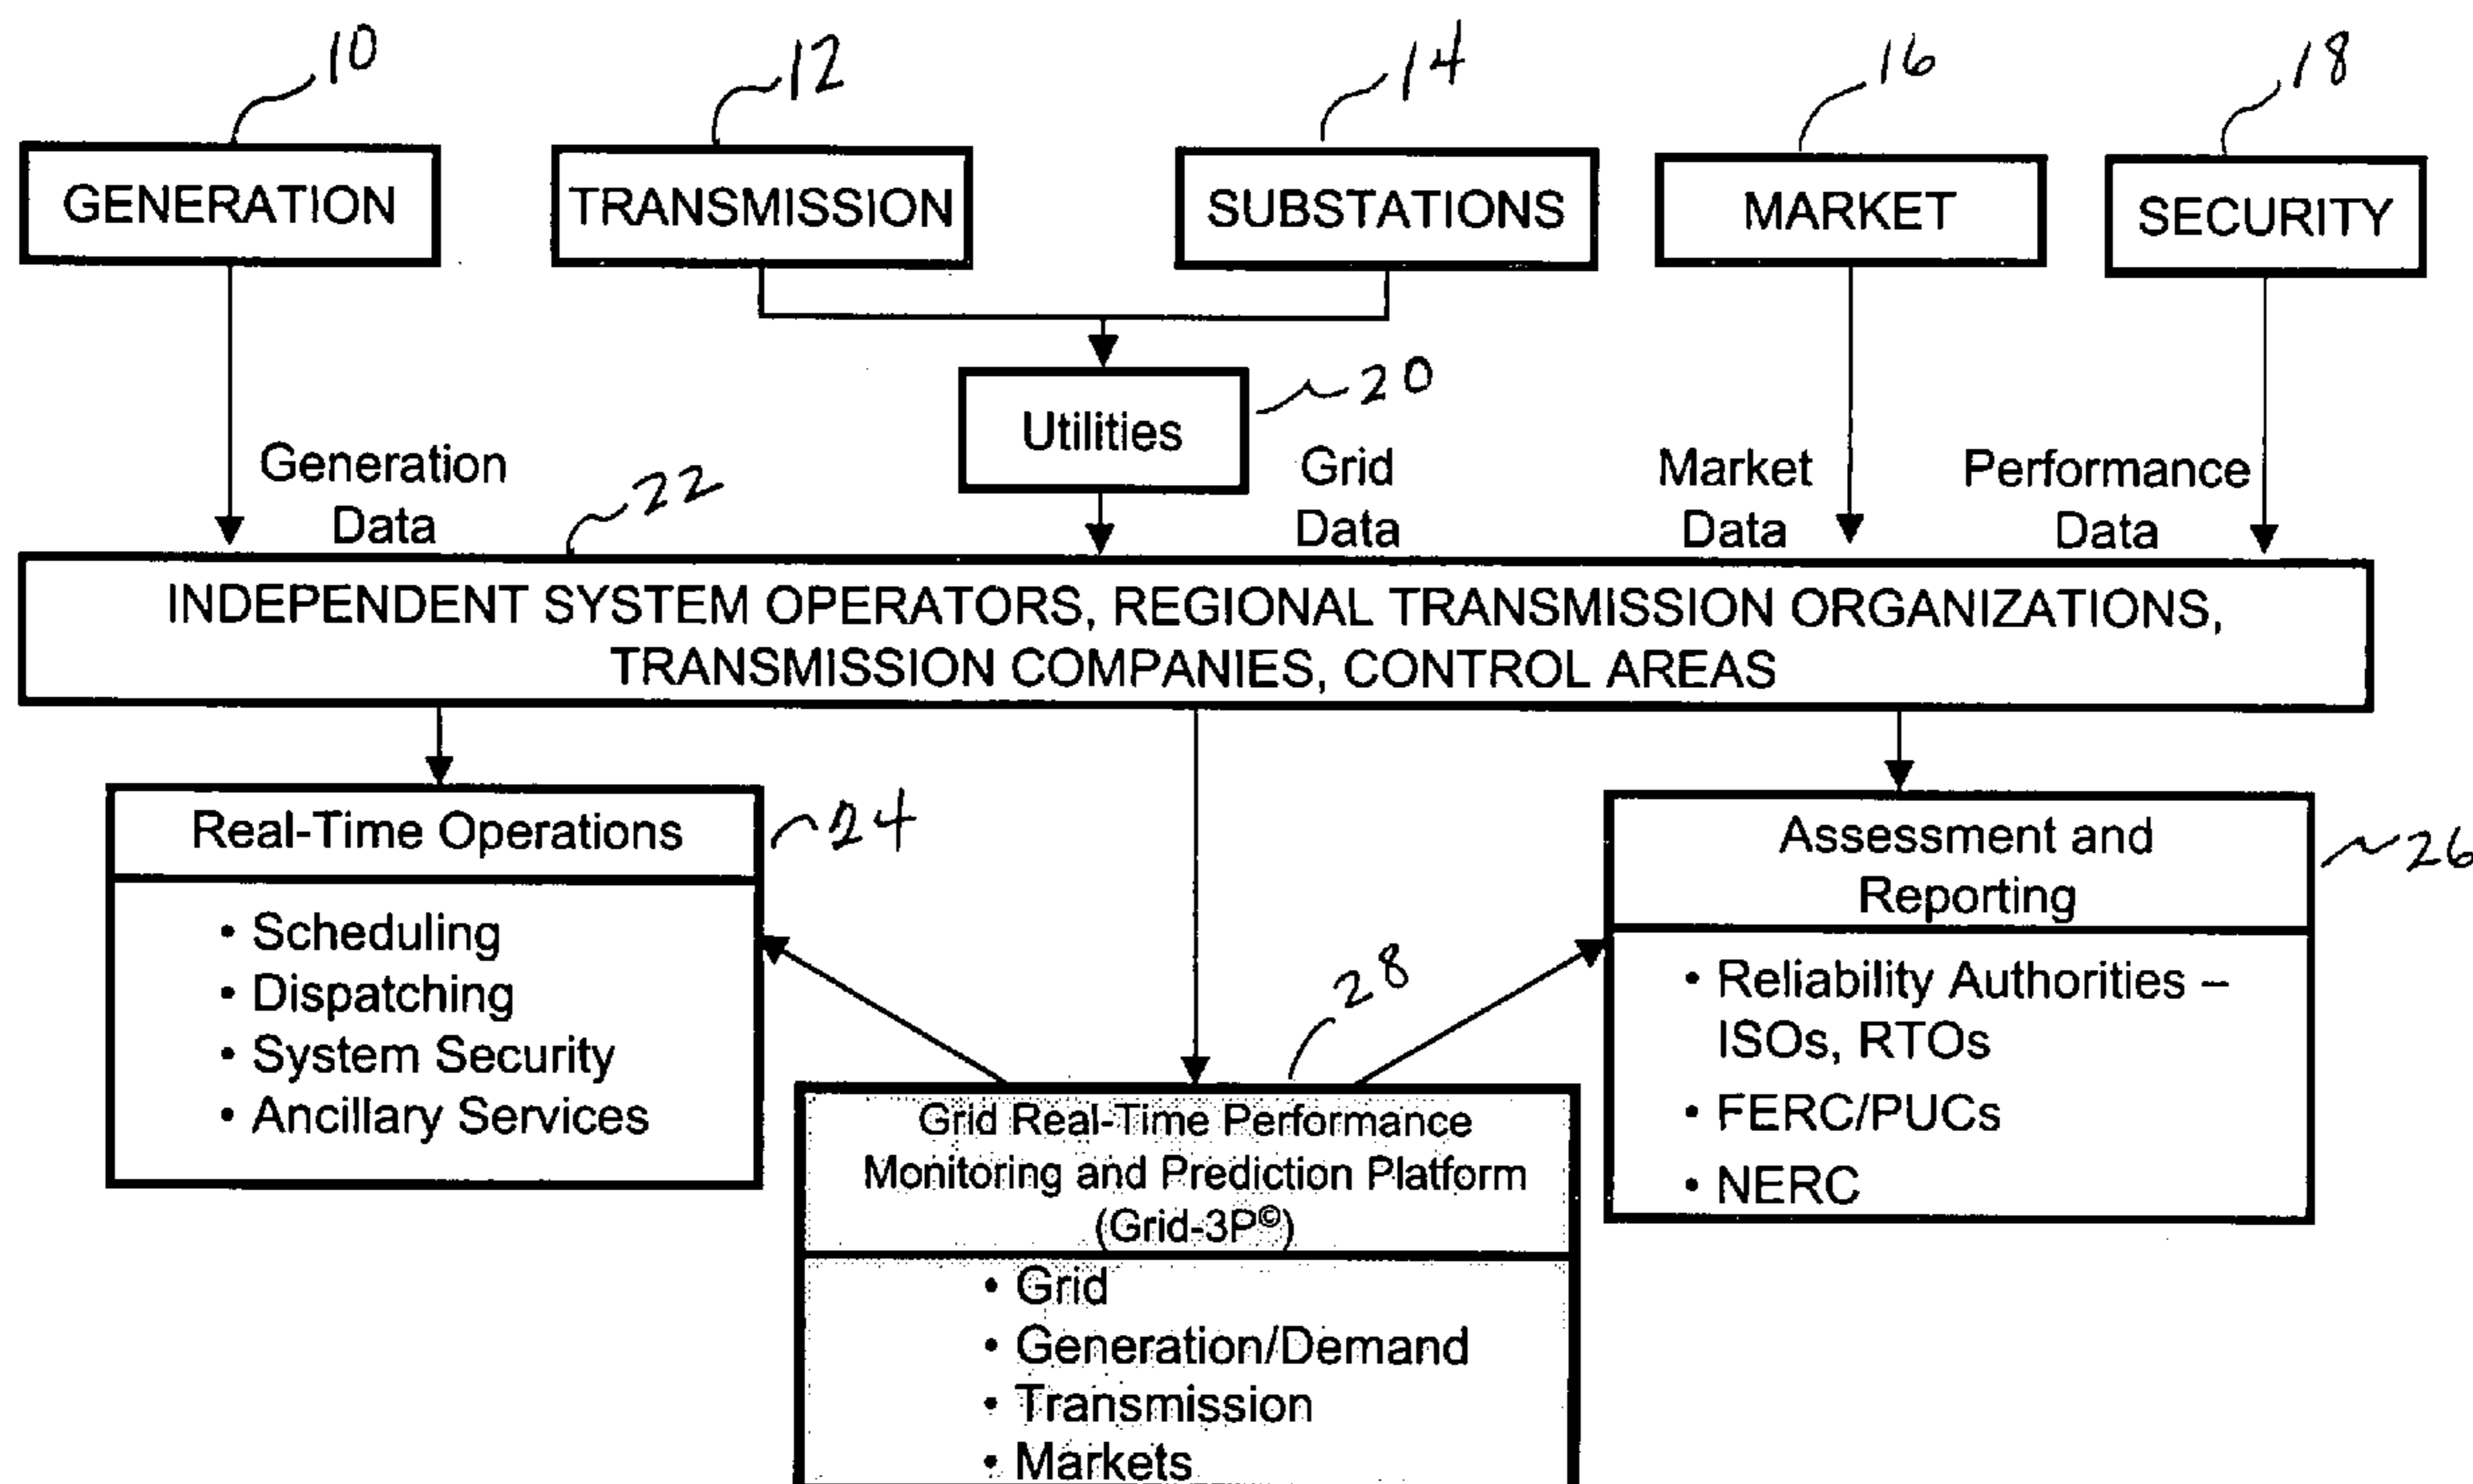 10
12
14
16
18
GENERATION
TRANSMISSION
SUBSTATIONS
MARKET
SECURITY
Utilities
20
Generation
Data
22
Grid
Data
Market
Data
Performance
Data
INDEPENDENT SYSTEM OPERATORS, REGIONAL TRANSMISSION ORGANIZATIONS,
TRANSMISSION COMPANIES, CONTROL AREAS
Real-Time Operations
24
• Scheduling
• Dispatching
• System Security
• Ancillary Services
Assessment and
Reporting
26
• Reliability Authorities –
ISOs, RTOs
• FERC/PUCs
• NERC
28
Grid Real-Time Performance
Monitoring and Prediction Platform
(Grid-3P©)
• Grid
• Generation/Demand
• Transmission
• Markets